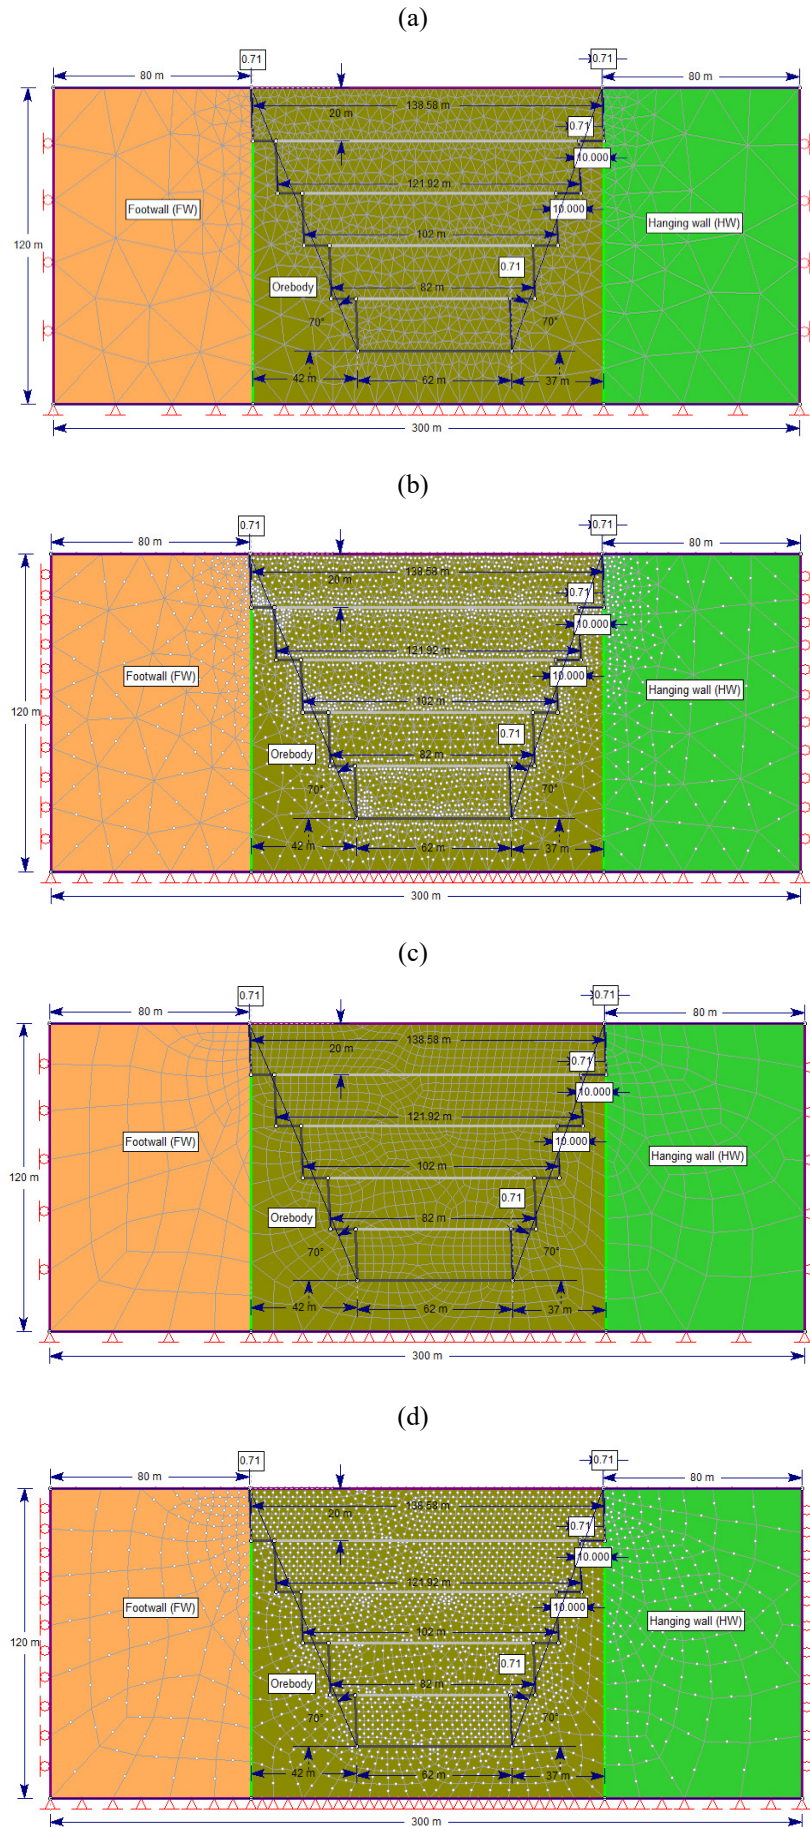 (a)
0.71 0.71
80 m 80 m
138.58 m
20 m
0.71
10.000
121.92 m
Footwall (FW) 10.000 Hanging wall (HW)
102 m
120 m
0.71
Orebody 82 m
70° 70°
42 m 62 m 37 m
300 m
(b)
0.71 0.71
80 m 80 m
138.58 m
20 m
0.71
10.000
121.92 m
Footwall (FW) 10.000 Hanging wall (HW)
102 m
120 m
0.71
Orebody 82 m
70° 70°
42 m 62 m 37 m
300 m
(c)
0.71 0.71
80 m 80 m
138.58 m
20 m
0.71
10.000
121.92 m
Footwall (FW) 10.000 Hanging wall (HW)
102 m
120 m
0.71
Orebody 82 m
70° 70°
42 m 62 m 37 m
300 m
(d)
0.71 0.71
80 m 80 m
138.58 m
20 m
0.71
10.000
121.92 m
Footwall (FW) 10.000 Hanging wall (HW)
102 m
120 m
0.71
Orebody 82 m
70° 70°
42 m 62 m 37 m
300 m